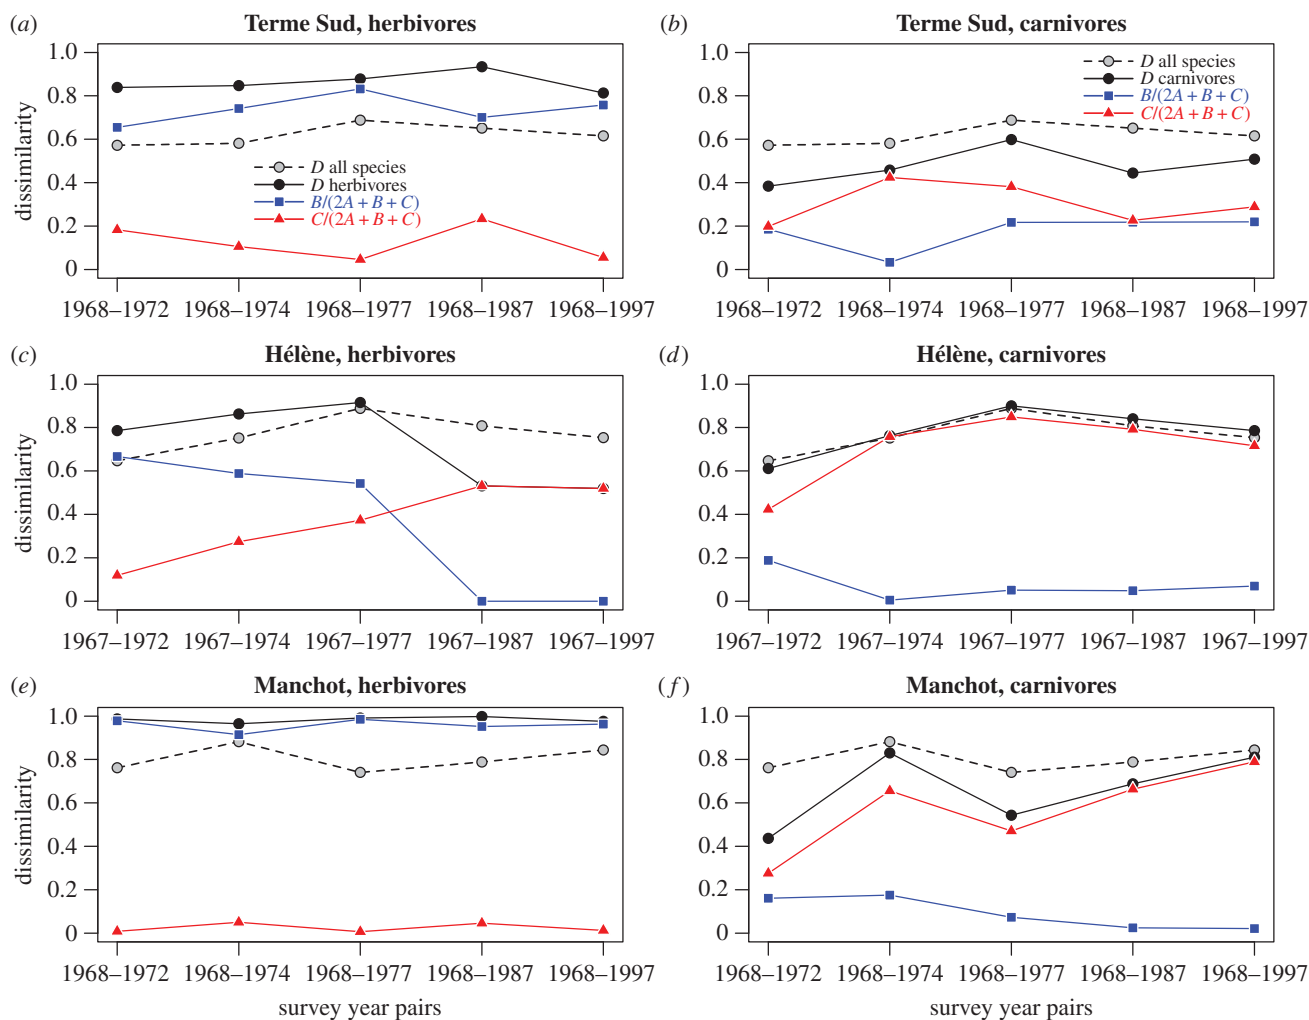 (a) Terme Sud, herbivores
1.0
0.8
0.6
0.4
0.2
0
dissimilarity
D all species
D herbivores
B/(2A + B + C)
C/(2A + B + C)
1968–1972 1968–1974 1968–1977 1968–1987 1968–1997
(b) Terme Sud, carnivores
1.0
0.8
0.6
0.4
0.2
0
D all species
D carnivores
B/(2A + B + C)
C/(2A + B + C)
1968–1972 1968–1974 1968–1977 1968–1987 1968–1997
(c) Hélène, herbivores
1.0
0.8
0.6
0.4
0.2
0
dissimilarity
1967–1972 1967–1974 1967–1977 1967–1987 1967–1997
(d) Hélène, carnivores
1.0
0.8
0.6
0.4
0.2
0
1967–1972 1967–1974 1967–1977 1967–1987 1967–1997
(e) Manchot, herbivores
1.0
0.8
0.6
0.4
0.2
0
dissimilarity
1968–1972 1968–1974 1968–1977 1968–1987 1968–1997
survey year pairs
(f) Manchot, carnivores
1.0
0.8
0.6
0.4
0.2
0
1968–1972 1968–1974 1968–1977 1968–1987 1968–1997
survey year pairs